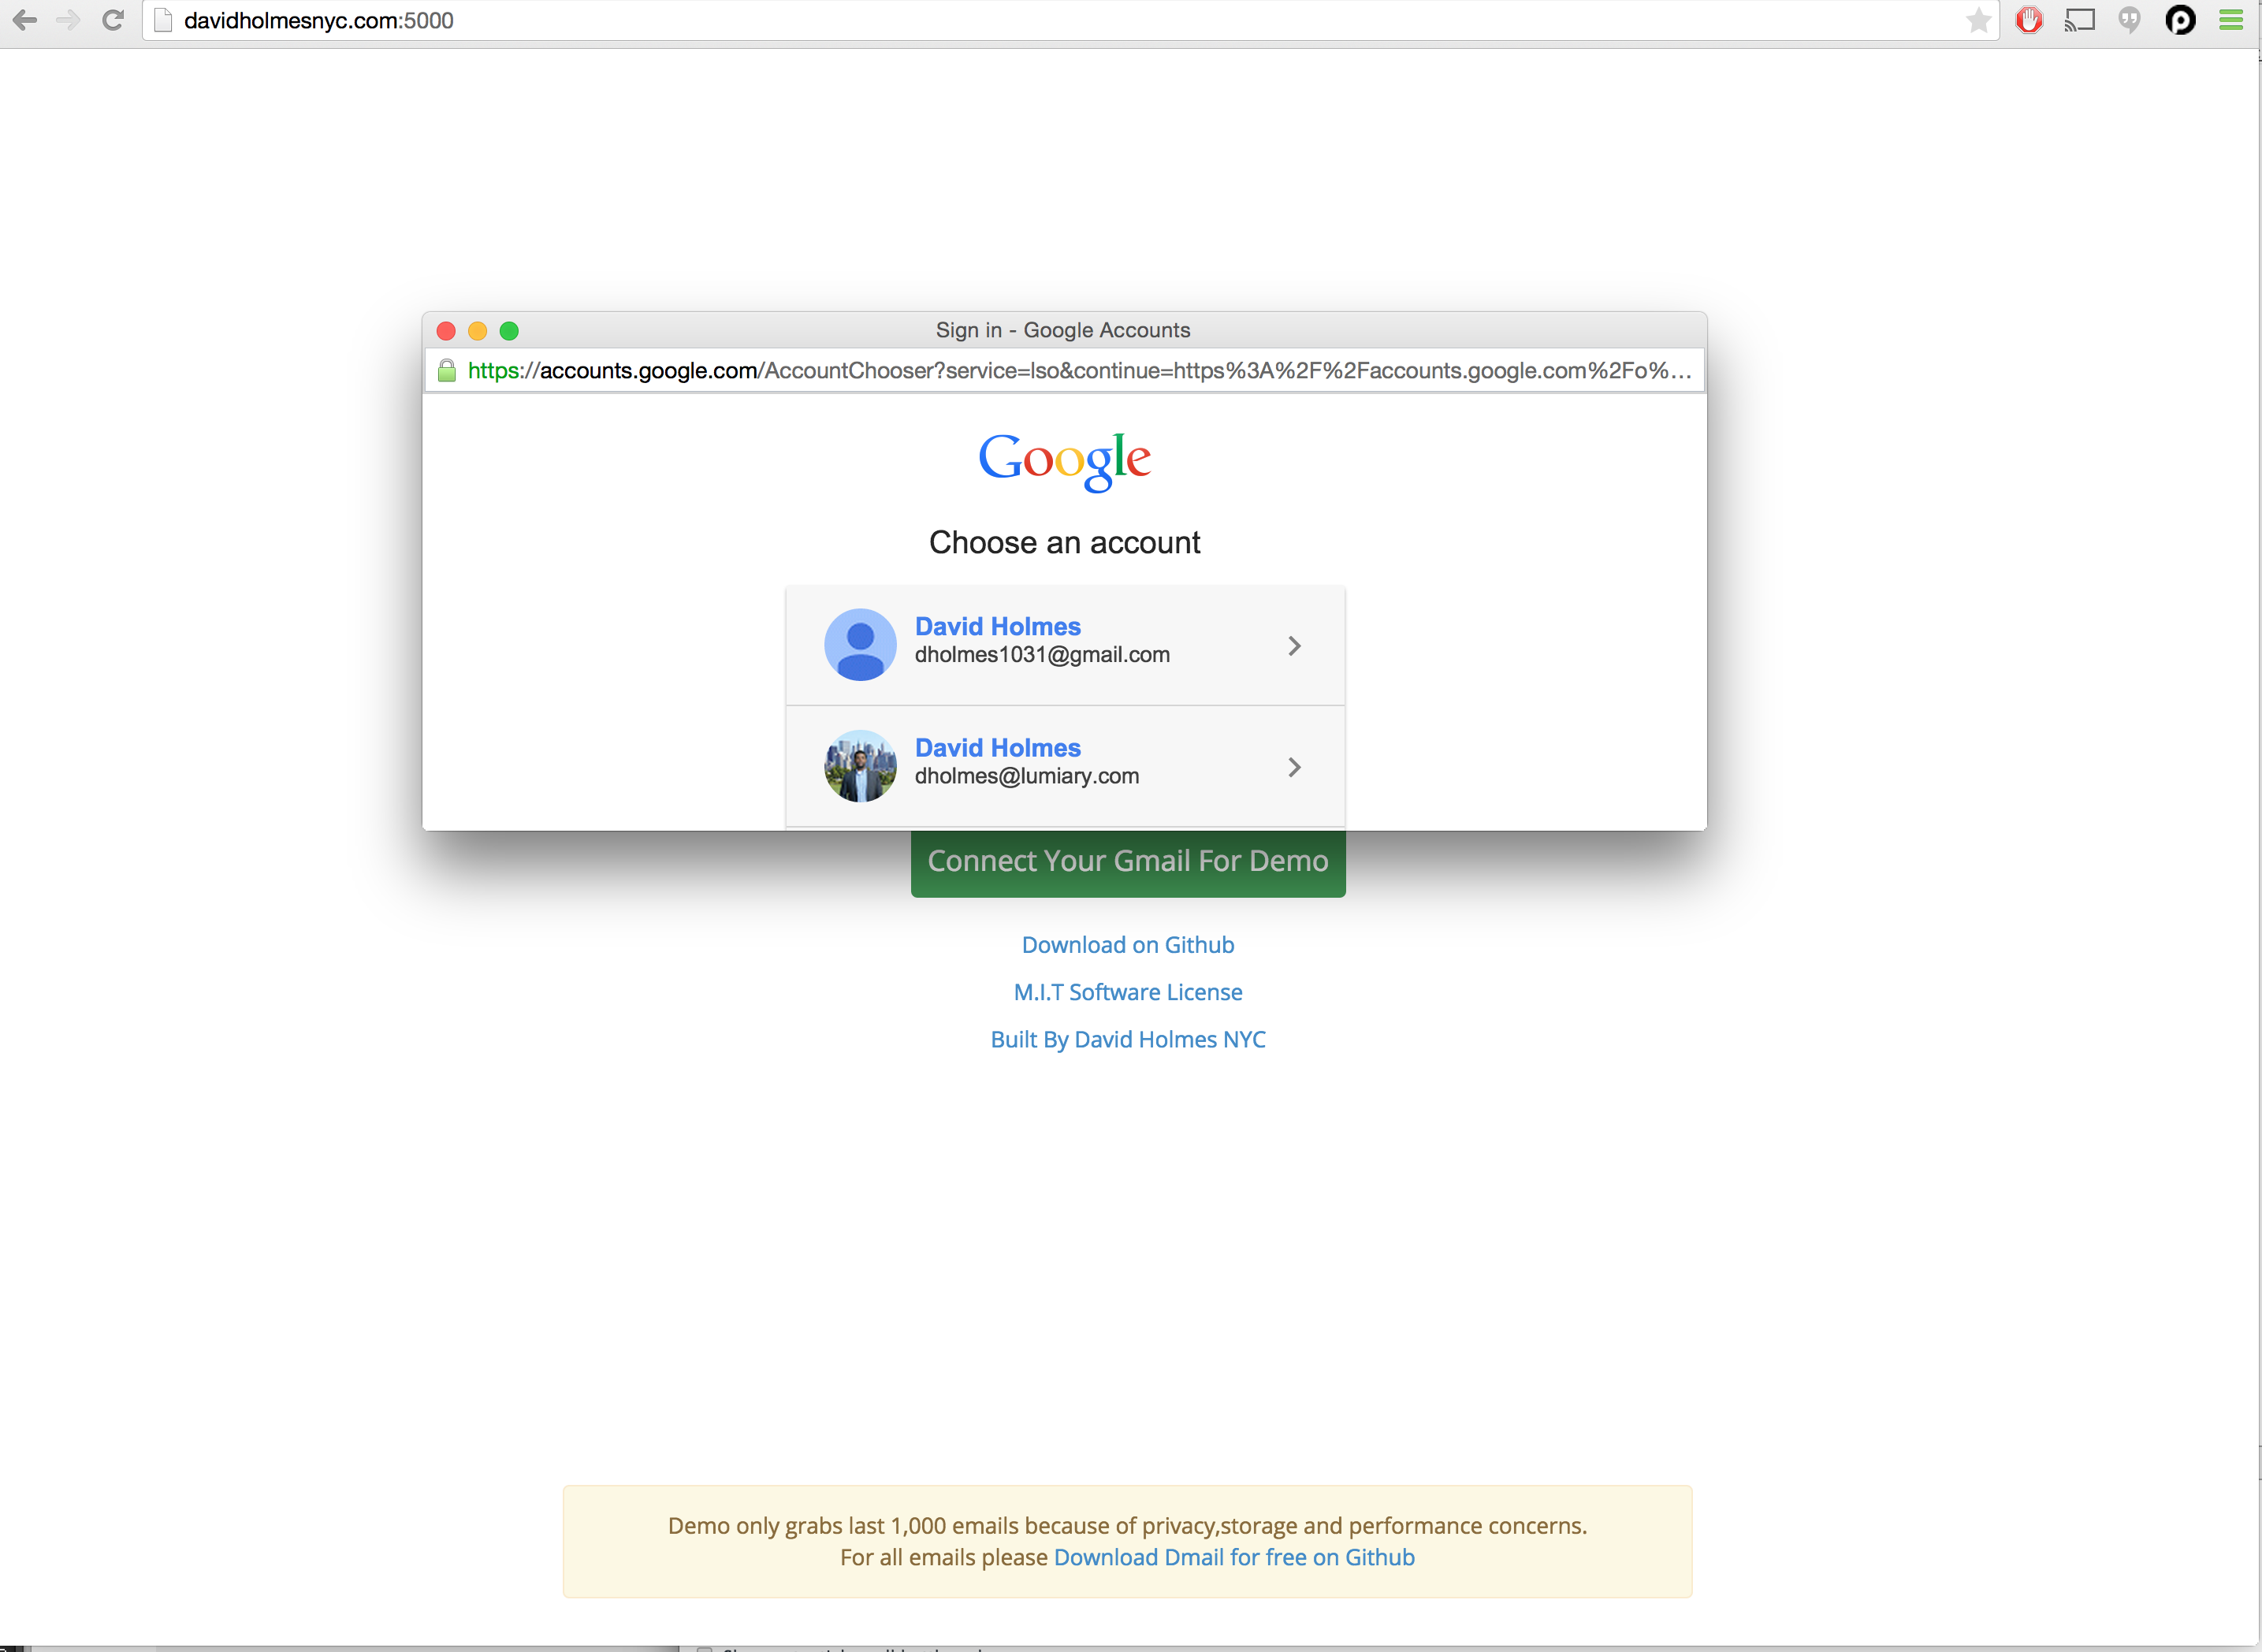 davidholmesnyc.com:5000
Sign in - Google Accounts
https://accounts.google.com/AccountChooser?service=lso&continue=https%3A%2F%2Faccounts.google.com%2Fo%...
Google
Choose an account
David Holmes
dholmes1031@gmail.com
David Holmes
dholmes@lumiary.com
Connect Your Gmail For Demo
Download on Github
M.I.T Software License
Built By David Holmes NYC
Demo only grabs last 1,000 emails because of privacy,storage and performance concerns.
For all emails please Download Dmail for free on Github